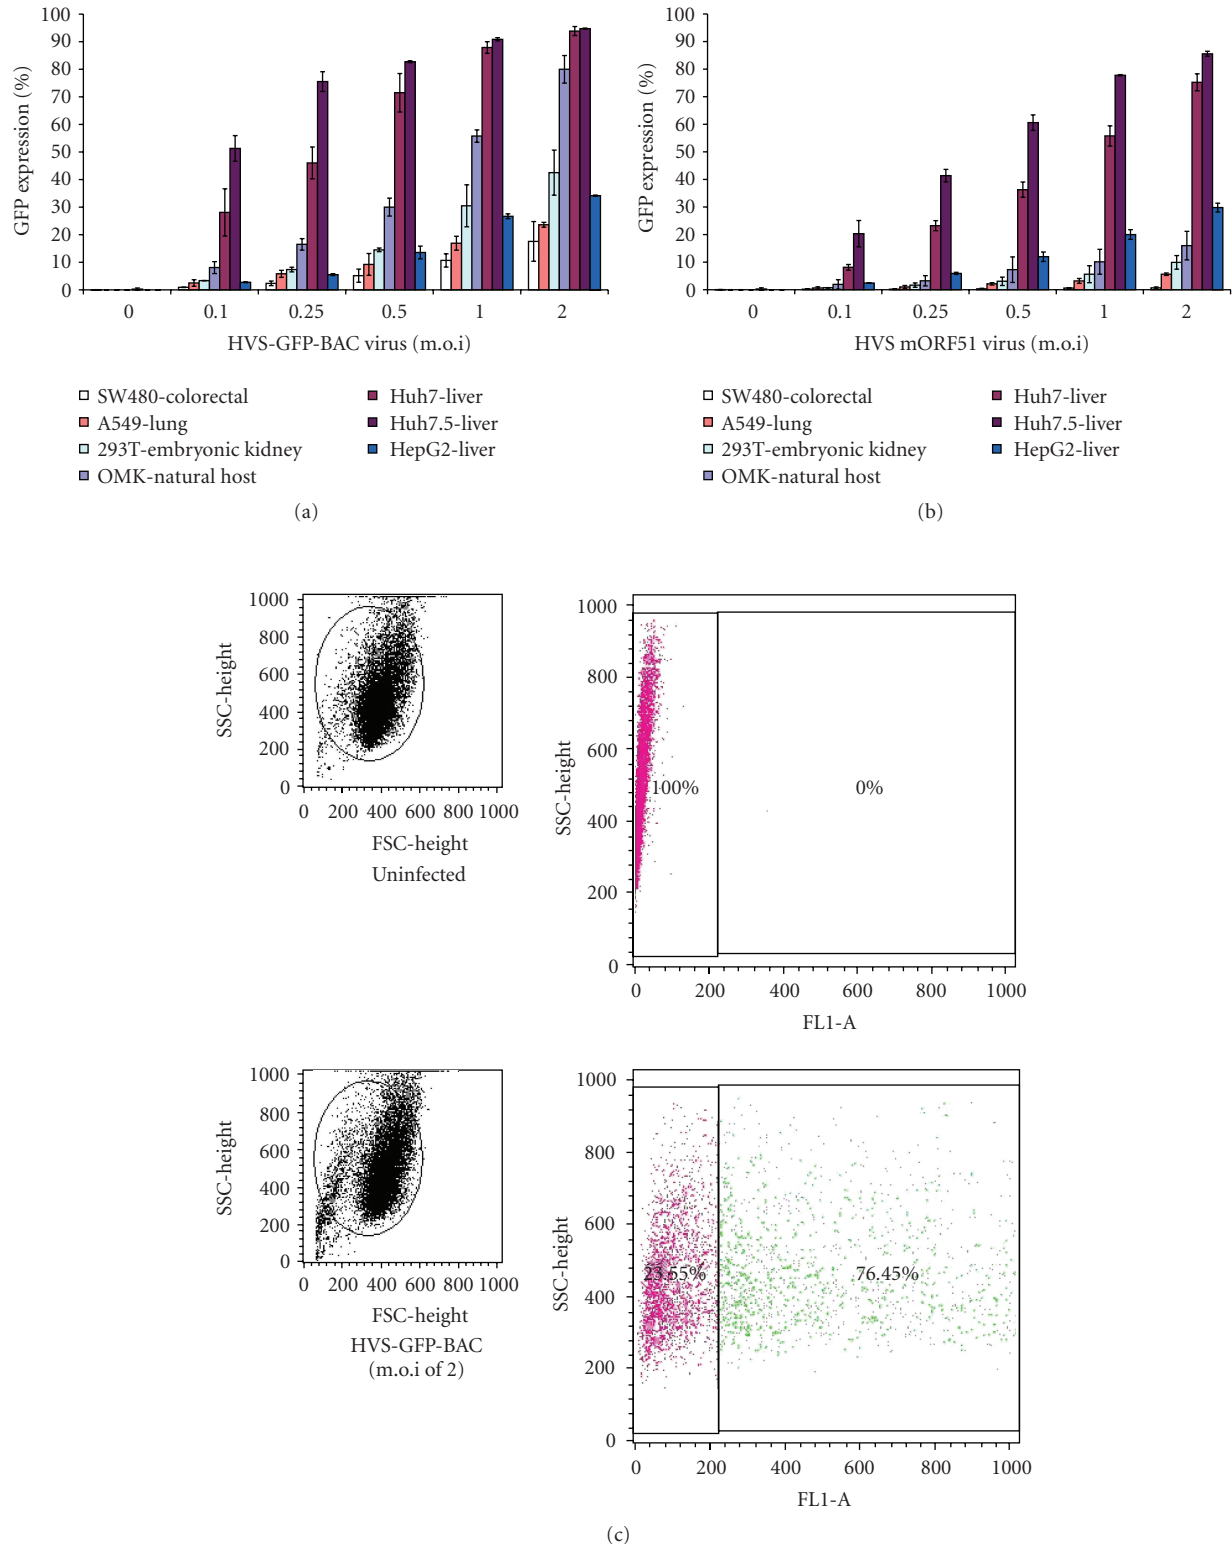 100
90
80
70
60
50
40
30
20
10
0
GFP expression (%)
0 0.1 0.25 0.5 1 2
HVS-GFP-BAC virus (m.o.i)
SW480-colorectal
A549-lung
293T-embryonic kidney
OMK-natural host
Huh7-liver
Huh7.5-liver
HepG2-liver
(a)
100
90
80
70
60
50
40
30
20
10
0
GFP expression (%)
0 0.1 0.25 0.5 1 2
HVS mORF51 virus (m.o.i)
SW480-colorectal
A549-lung
293T-embryonic kidney
OMK-natural host
Huh7-liver
Huh7.5-liver
HepG2-liver
(b)
1000
800
600
400
200
0
SSC-height
0 200 400 600 800 1000
FSC-height
Uninfected
1000
800
600
400
200
0
SSC-height
100% 0%
0 200 400 600 800 1000
FL1-A
1000
800
600
400
200
0
SSC-height
0 200 400 600 800 1000
FSC-height
HVS-GFP-BAC
(m.o.i of 2)
1000
800
600
400
200
0
SSC-height
23.55% 76.45%
0 200 400 600 800 1000
FL1-A
(c)